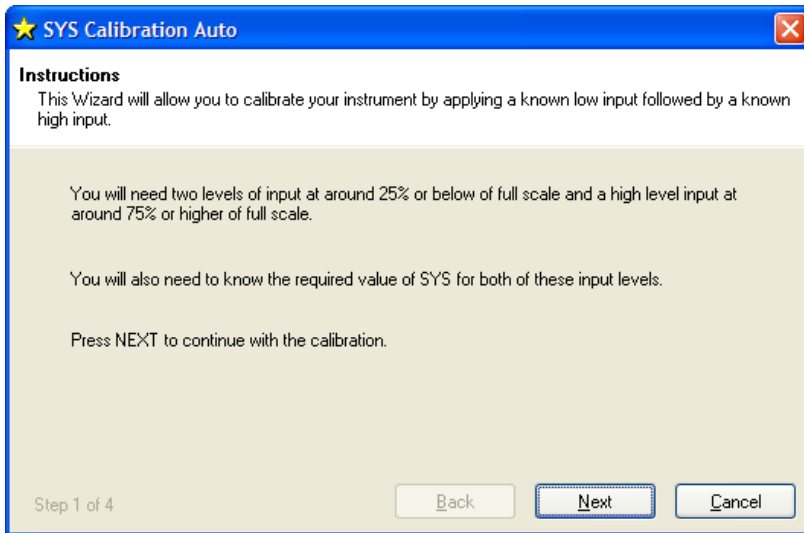 SYS Calibration Auto
Instructions
This Wizard will allow you to calibrate your instrument by applying a known low input followed by a known
high input.
You will need two levels of input at around 25% or below of full scale and a high level input at
around 75% or higher of full scale.
You will also need to know the required value of SYS for both of these input levels.
Press NEXT to continue with the calibration.
Step 1 of 4
Back
Next
Cancel